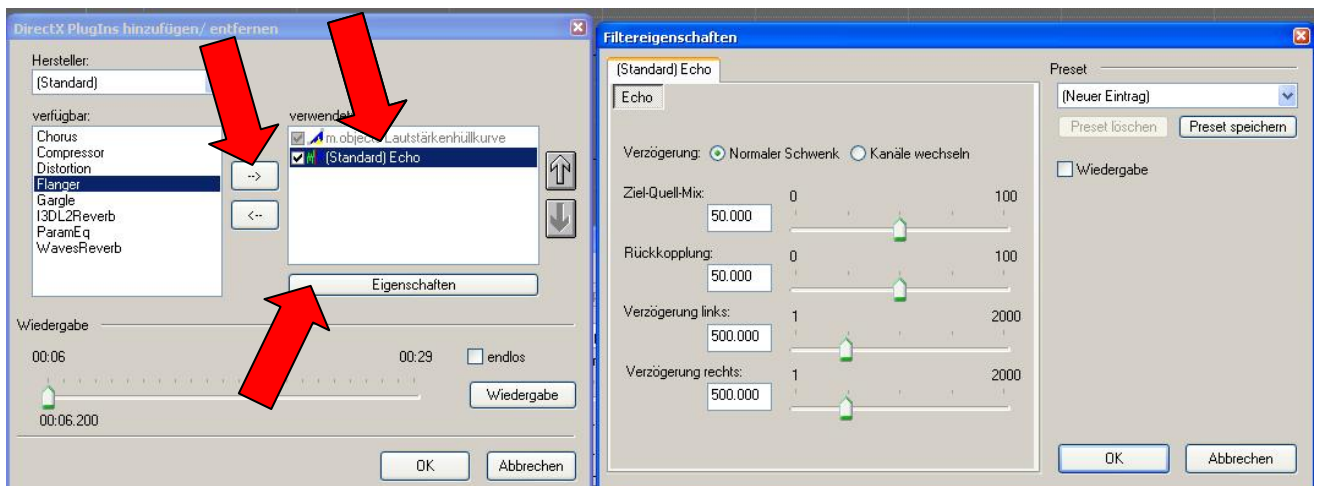 DirectX PlugIns hinzufügen/ entfernen
Hersteller:
(Standard)
verfügbar:
Chorus
Compressor
Distortion
Flanger
Gargle
I3DL2Reverb
ParamEq
WavesReverb
-->
<--
(Standard) Echo
Eigenschaften
Wiedergabe
00:06 00:29
endlos
Wiedergabe
00:06.200
OK Abbrechen
Filtereigenschaften
(Standard) Echo
Echo
Verzögerung: Normaler Schwenk Kanäle wechseln
Ziel-Quell-Mix: 0 100
50.000
Rückkopplung: 0 100
50.000
Verzögerung links: 1 2000
500.000
Verzögerung rechts: 1 2000
500.000
Preset
(Neuer Eintrag)
Preset löschen Preset speichern
Wiedergabe
OK Abbrechen